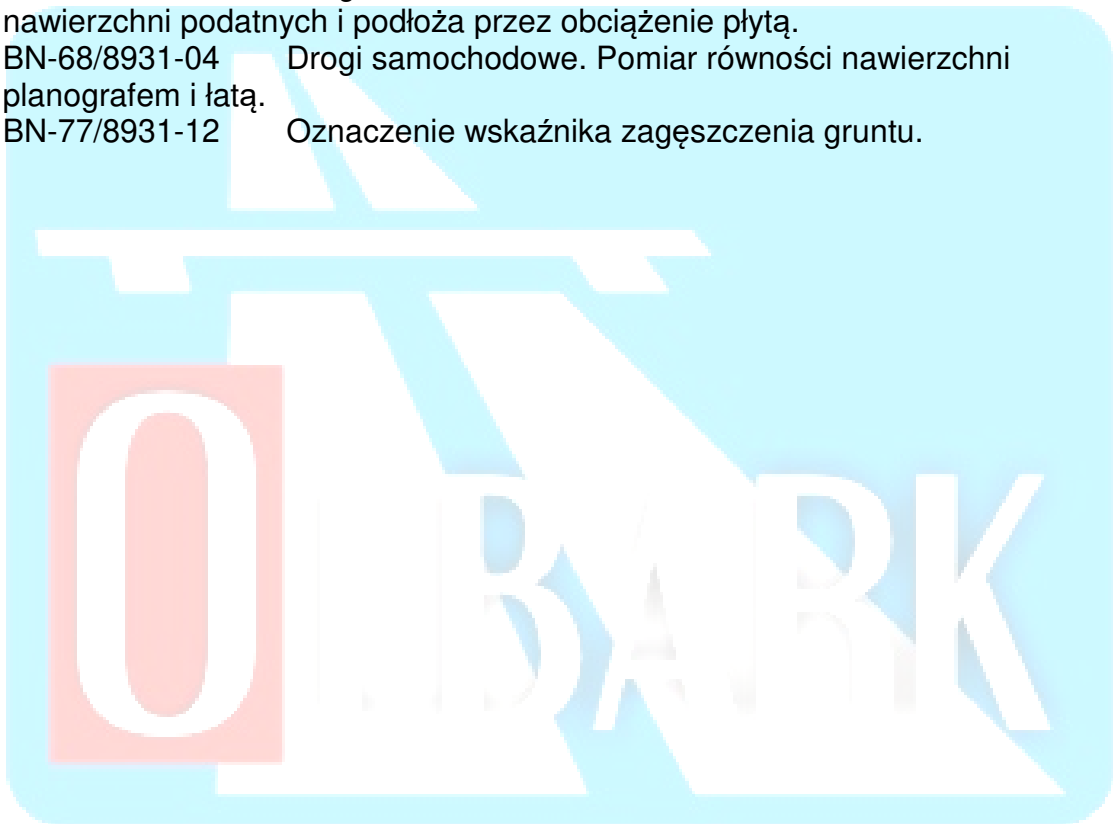 nawierzchni podatnych i podłoża przez obciążenie płytą.
BN-68/8931-04 Drogi samochodowe. Pomiar równości nawierzchni
planografem i łatą.
BN-77/8931-12 Oznaczenie wskaźnika zagęszczenia gruntu.
OLBARK